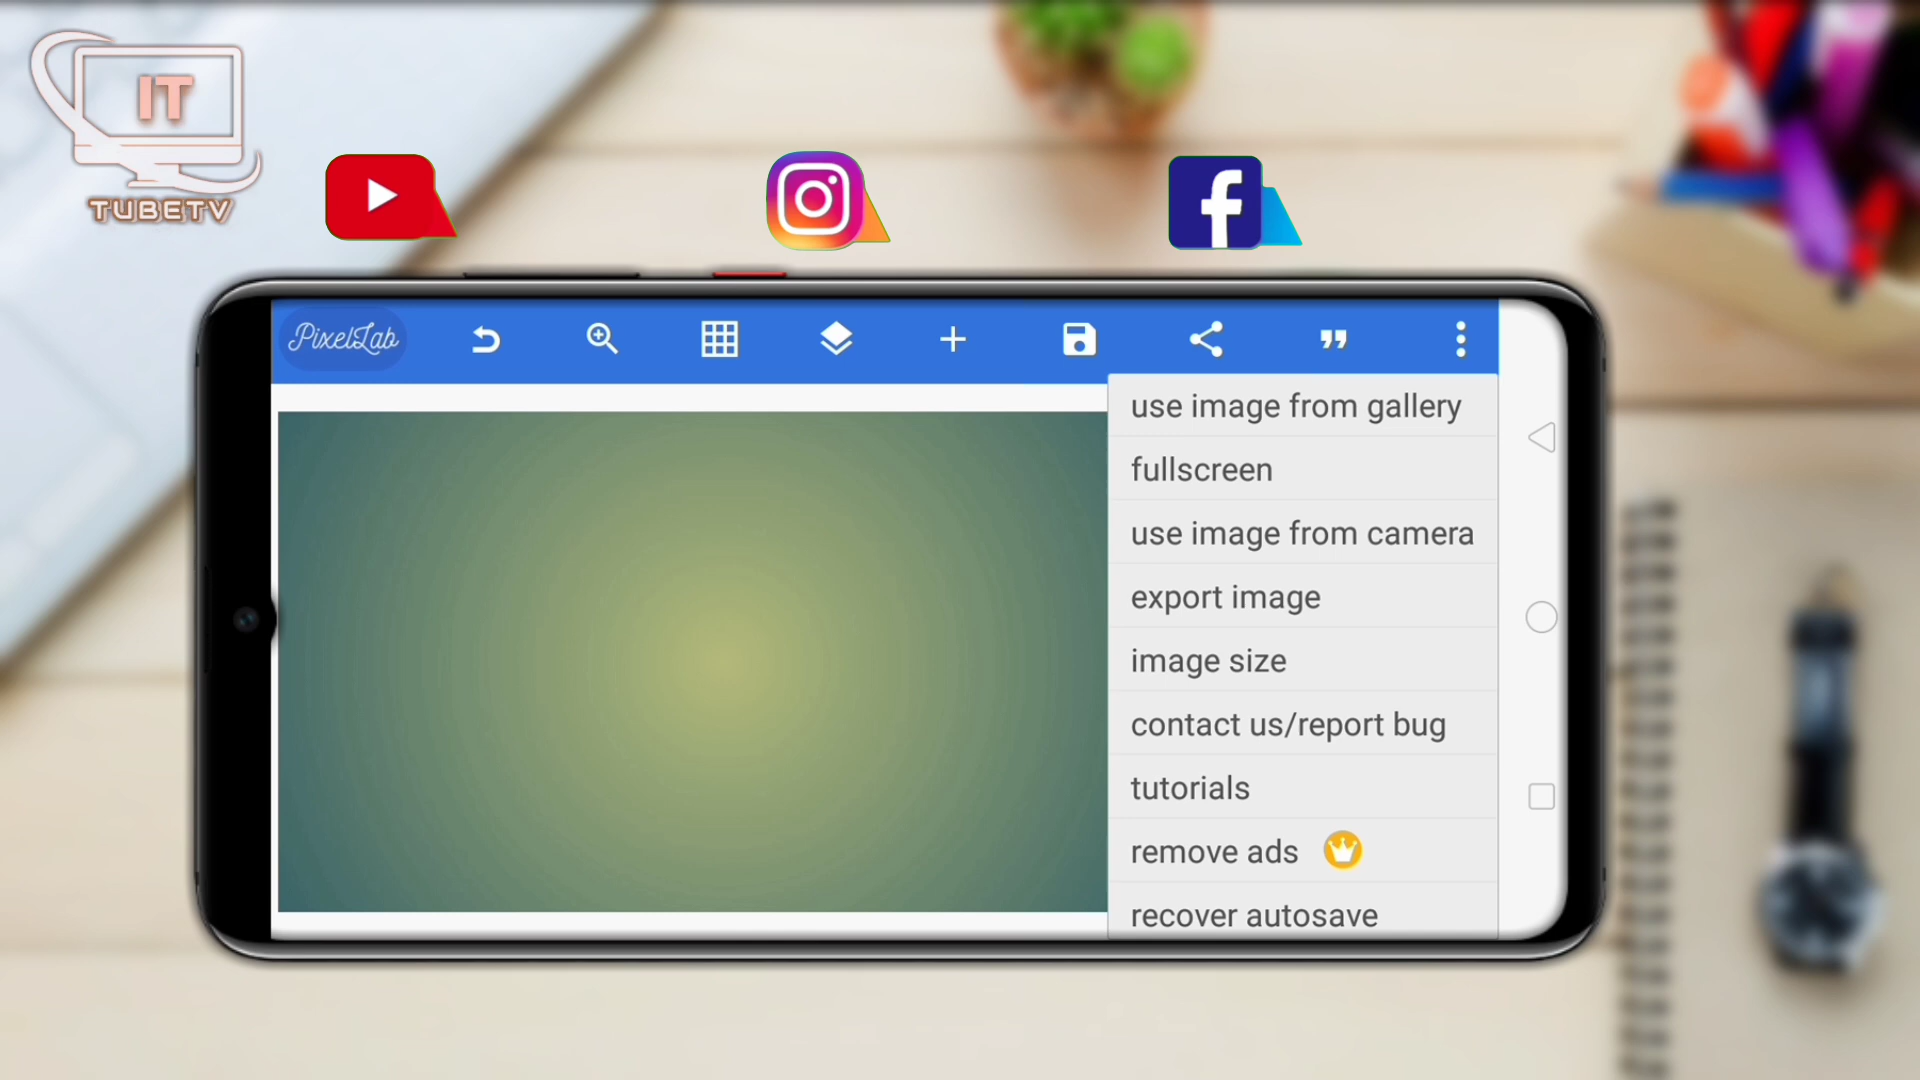 IT
TUBETV
PixelLab
use image from gallery
fullscreen
use image from camera
export image
image size
contact us/report bug
tutorials
remove ads
recover autosave